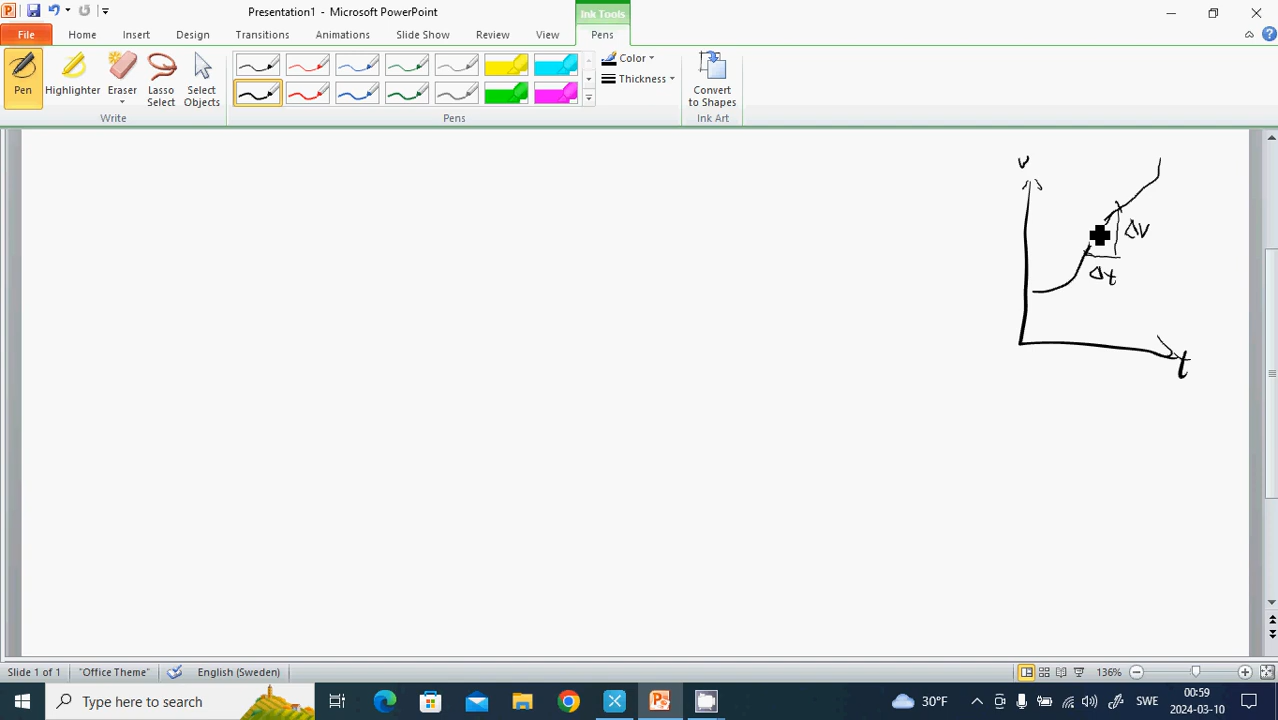 Presentation1 - Microsoft PowerPoint
Ink Tools
File Home Insert Design Transitions Animations Slide Show Review View Pens
Pen Highlighter Eraser Lasso Select Select Objects
Color
Thickness
Convert to Shapes
Write Pens Ink Art
v
Δv
Δt
t
Slide 1 of 1 "Office Theme" English (Sweden) 136%
Type here to search 30°F SWE 00:59
2024-03-10